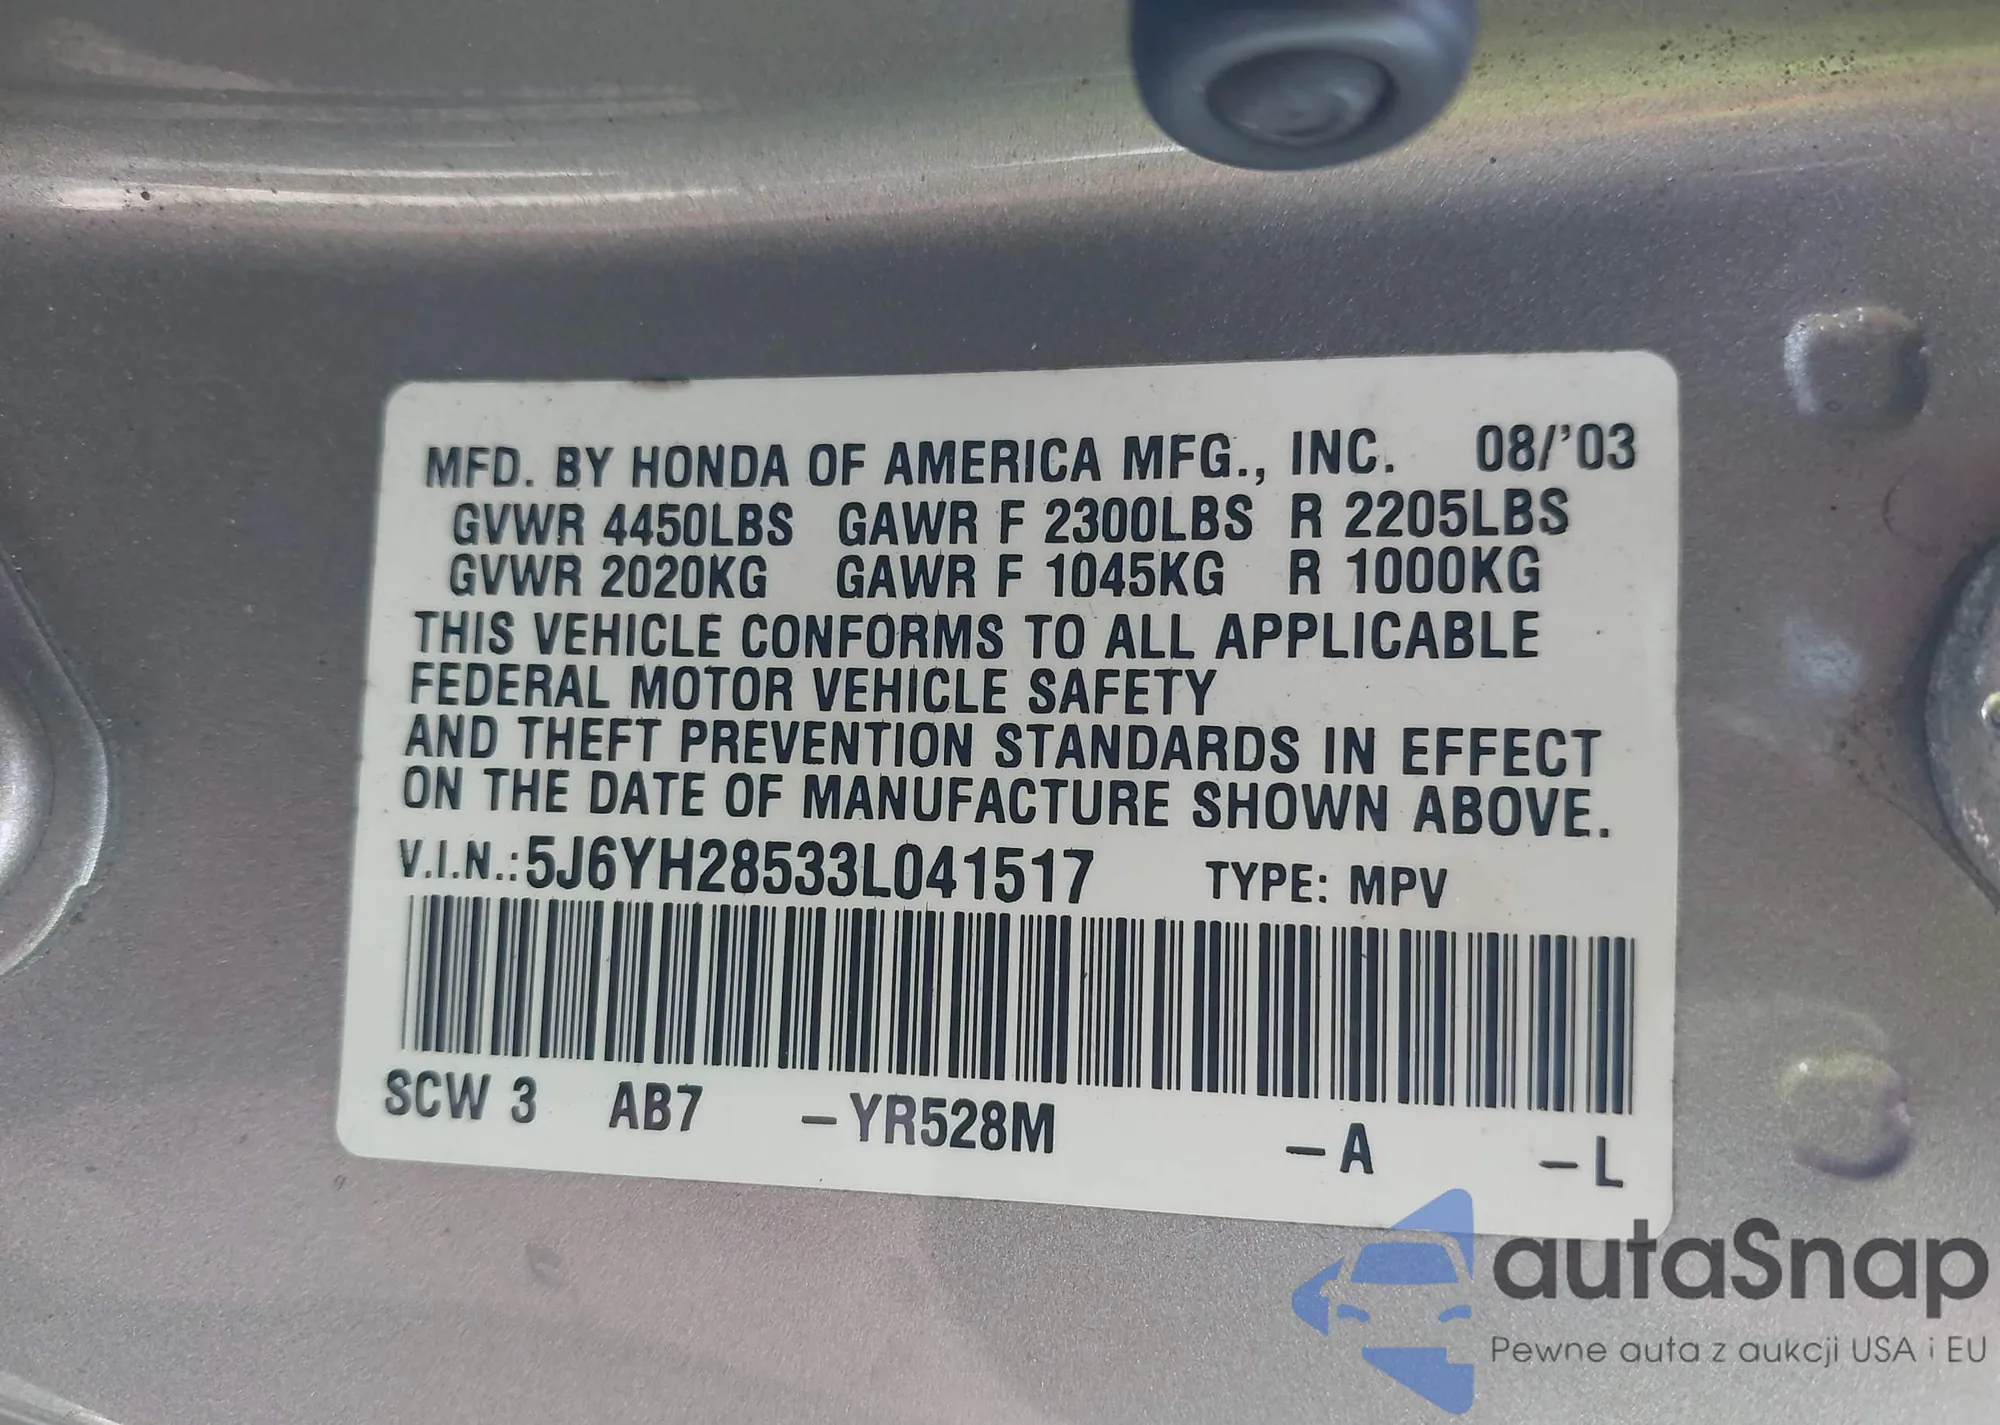 MFD. BY HONDA OF AMERICA MFG., INC. 08/'03
GVWR 4450LBS GAWR F 2300LBS R 2205LBS
GVWR 2020KG GAWR F 1045KG R 1000KG
THIS VEHICLE CONFORMS TO ALL APPLICABLE
FEDERAL MOTOR VEHICLE SAFETY
AND THEFT PREVENTION STANDARDS IN EFFECT
ON THE DATE OF MANUFACTURE SHOWN ABOVE.
V.I.N.: 5J6YH28533L041517 TYPE: MPV
SCW 3 AB7 –YR528M –A –L
autaSnap
Pewne auta z aukcji USA i EU